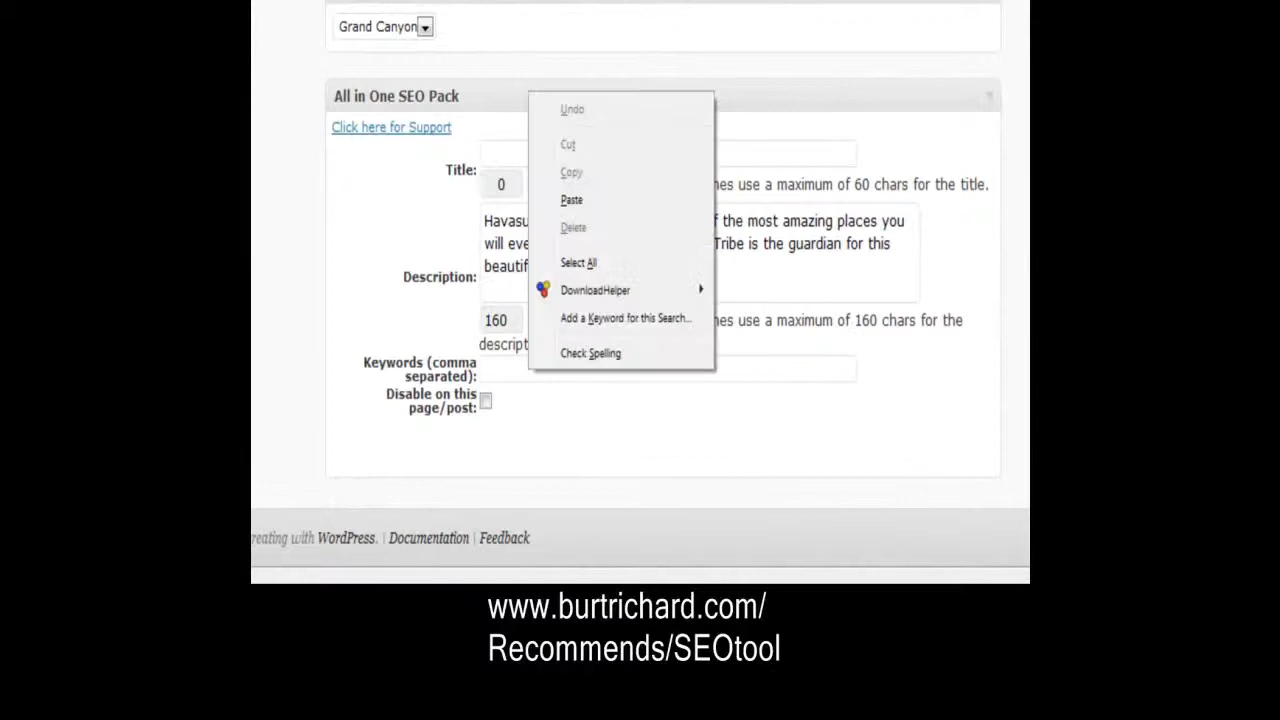 Grand Canyon
All in One SEO Pack
Click here for Support
Title:
0
nes use a maximum of 60 chars for the title.
Havasu
f the most amazing places you
will eve
Tribe is the guardian for this
beautif
Description:
160
nes use a maximum of 160 chars for the
descript
Keywords (comma
separated):
Disable on this
page/post:
Undo
Cut
Copy
Paste
Delete
Select All
DownloadHelper
Add a Keyword for this Search...
Check Spelling
reating with WordPress. | Documentation | Feedback
www.burtrichard.com/
Recommends/SEOtool